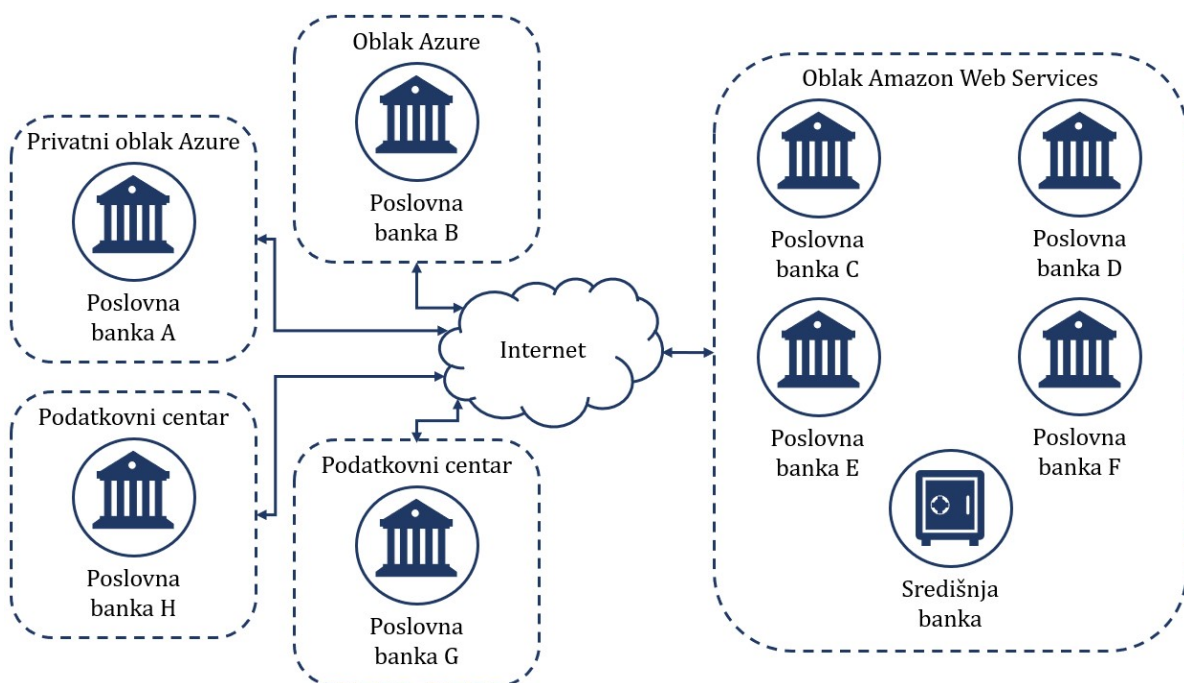 Oblak Azure
Poslovna
banka B
Privatni oblak Azure
Poslovna
banka A
Podatkovni centar
Poslovna
banka H
Podatkovni centar
Poslovna
banka G
Internet
Oblak Amazon Web Services
Poslovna
banka C
Poslovna
banka D
Poslovna
banka E
Poslovna
banka F
Središnja
banka